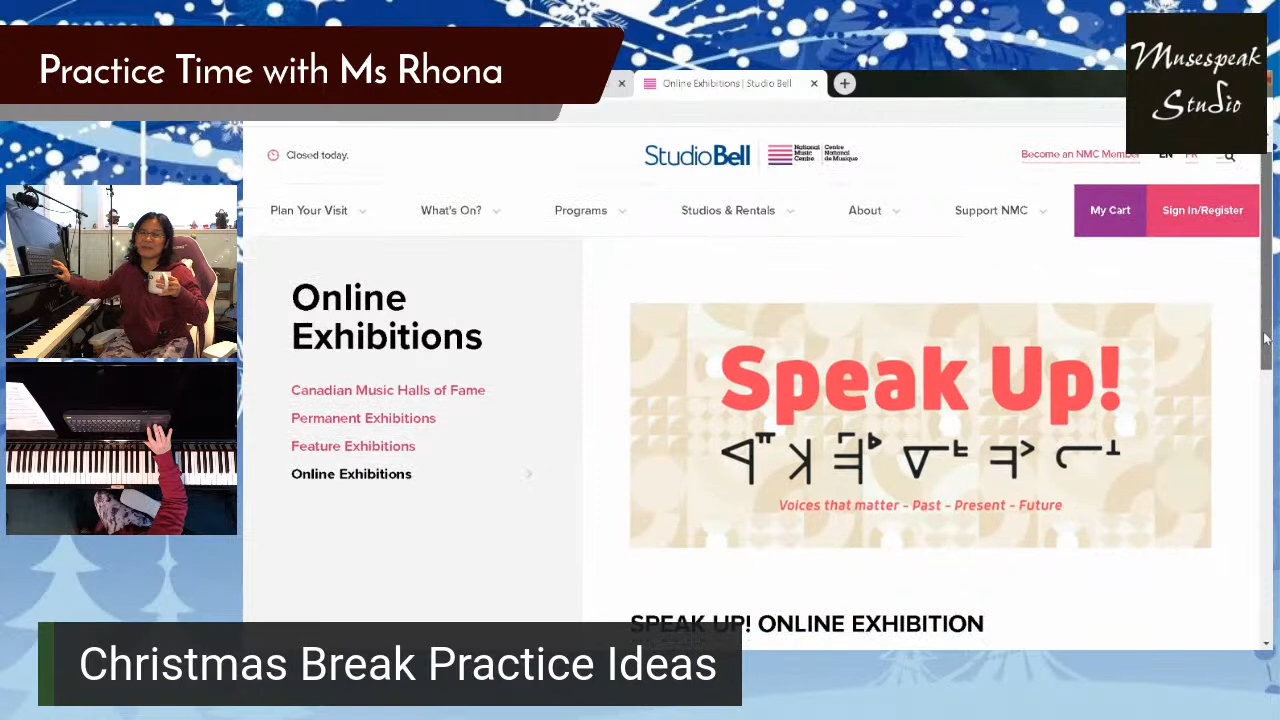 Practice Time with Ms Rhona
Musespeak
Studio
Online Exhibitions | Studio Bell
Closed today.
StudioBell
National
Music
Centre
Centre
National
de Musique
Become an NMC Member
EN
FR
Plan Your Visit
What's On?
Programs
Studios & Rentals
About
Support NMC
My Cart
Sign In/Register
Online
Exhibitions
Canadian Music Halls of Fame
Permanent Exhibitions
Feature Exhibitions
Online Exhibitions
Speak Up!
Voices that matter - Past - Present - Future
SPEAK UP! ONLINE EXHIBITION
Christmas Break Practice Ideas